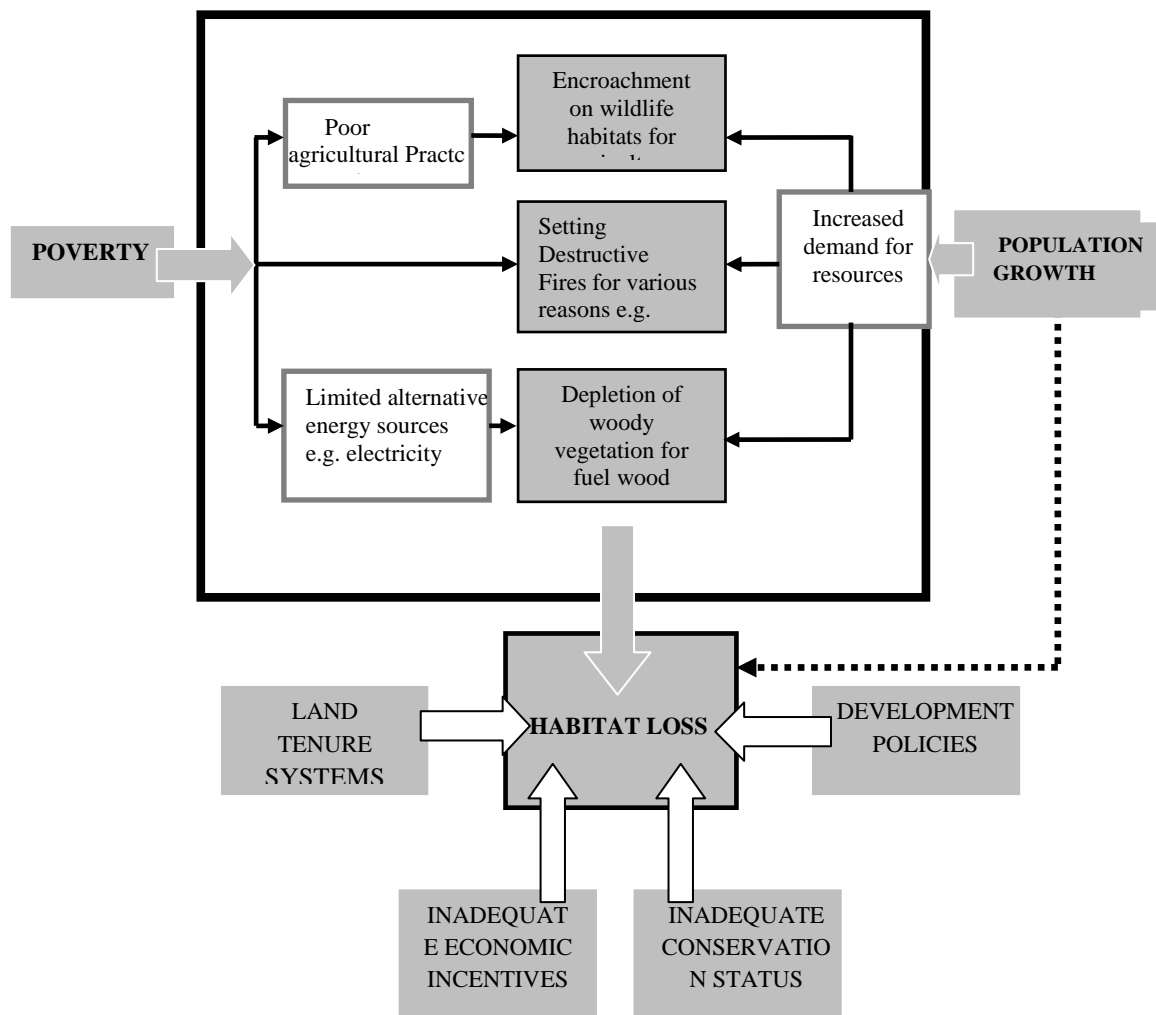 Encroachment
on wildlife
habitats for
Poor
agricultural Practc
POVERTY
Setting
Destructive
Fires for various
reasons e.g.
Increased
demand for
resources
POPULATION
GROWTH
Limited alternative
energy sources
e.g. electricity
Depletion of
woody
vegetation for
fuel wood
LAND
TENURE
SYSTEMS
HABITAT LOSS
DEVELOPMENT
POLICIES
INADEQUAT
E ECONOMIC
INCENTIVES
INADEQUATE
CONSERVATIO
N STATUS